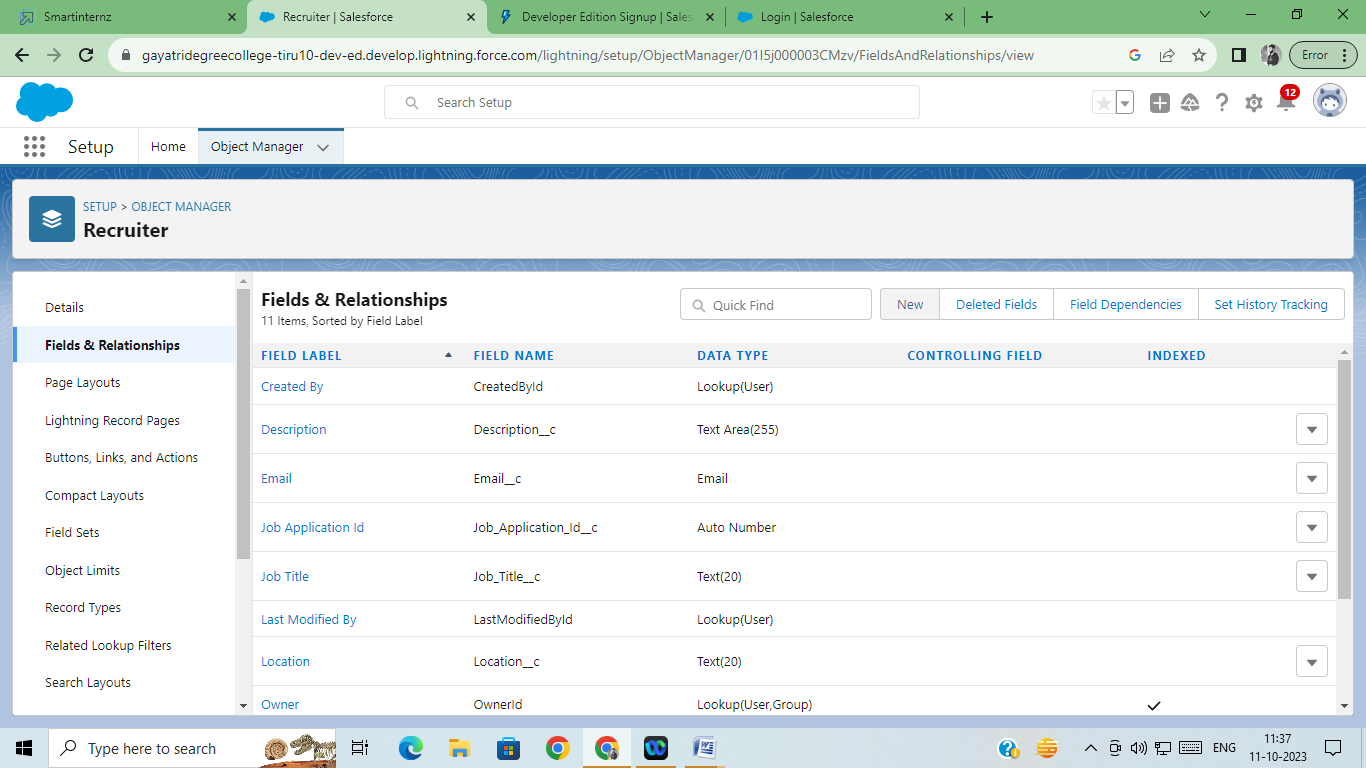 Smartinternz
Recruiter | Salesforce
Developer Edition Signup | Sales
Login | Salesforce
gayatridegreecollege-tiru10-dev-ed.develop.lightning.force.com/lightning/setup/ObjectManager/01I5j000003CMzv/FieldsAndRelationships/view
Error
Search Setup
12
Setup
Home
Object Manager
SETUP > OBJECT MANAGER
Recruiter
Details
Fields & Relationships
Page Layouts
Lightning Record Pages
Buttons, Links, and Actions
Compact Layouts
Field Sets
Object Limits
Record Types
Related Lookup Filters
Search Layouts
Fields & Relationships
11 Items, Sorted by Field Label
Quick Find
New
Deleted Fields
Field Dependencies
Set History Tracking
FIELD LABEL FIELD NAME DATA TYPE CONTROLLING FIELD INDEXED
Created By CreatedById Lookup(User)
Description Description__c Text Area(255)
Email Email__c Email
Job Application Id Job_Application_Id__c Auto Number
Job Title Job_Title__c Text(20)
Last Modified By LastModifiedById Lookup(User)
Location Location__c Text(20)
Owner OwnerId Lookup(User,Group)
Type here to search
ENG
11:37
11-10-2023